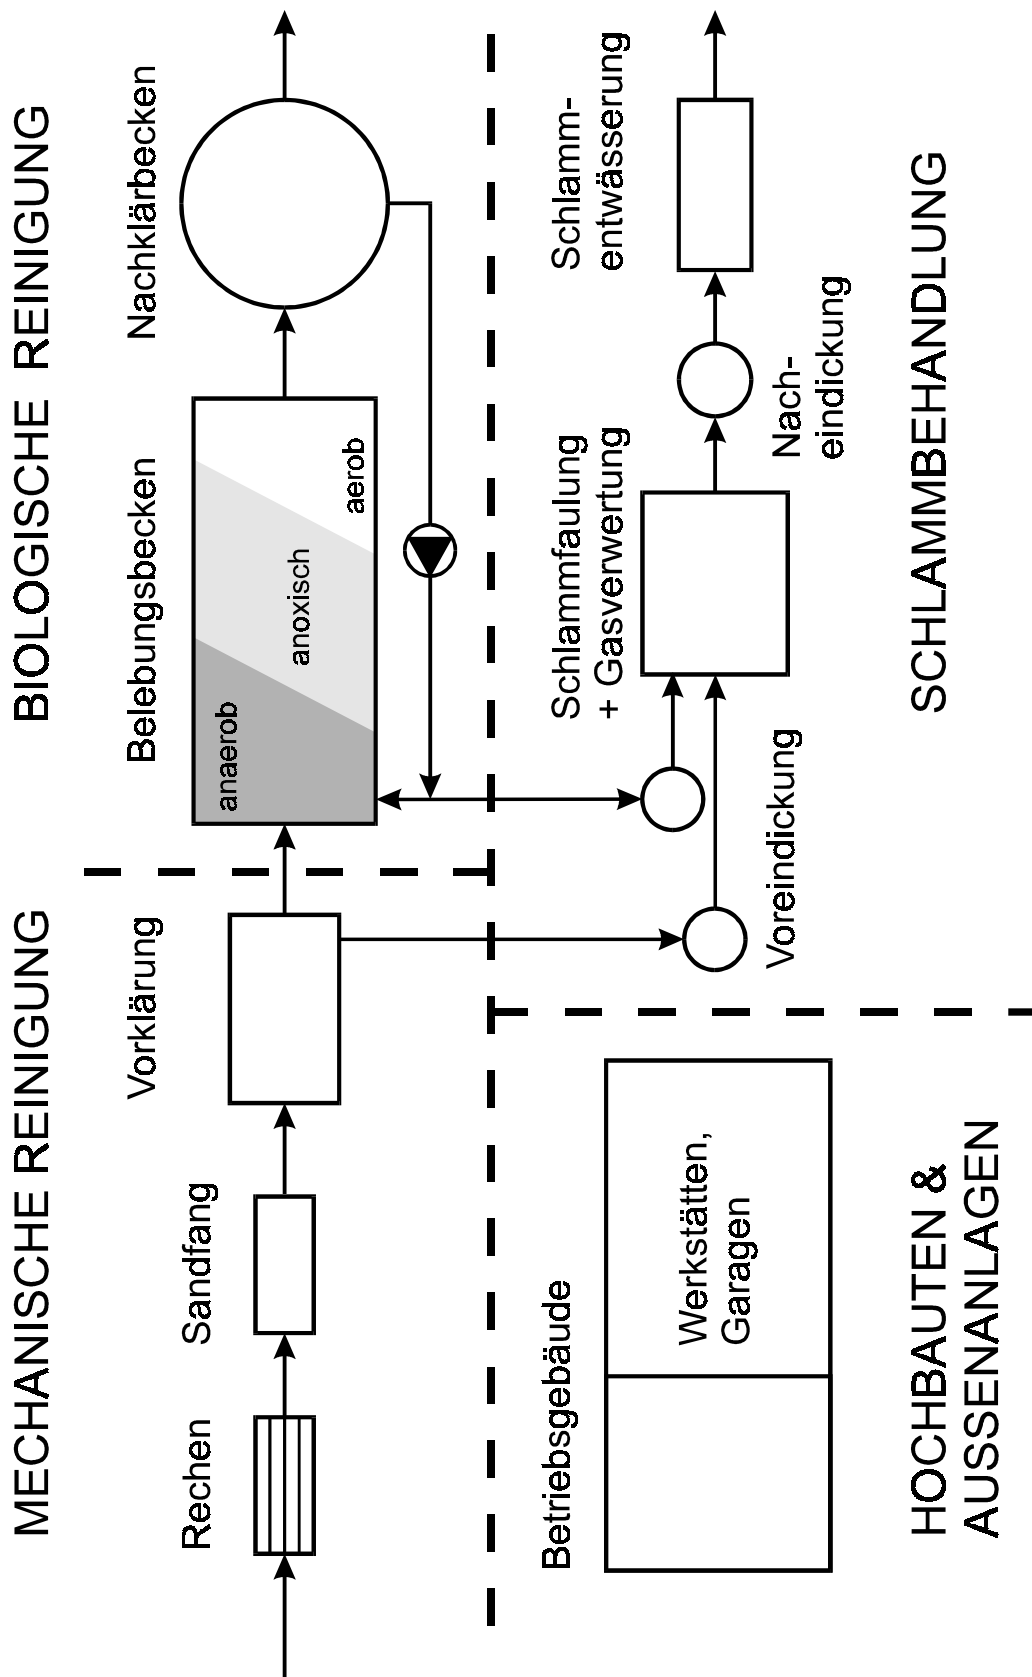 MECHANISCHE REINIGUNG
BIOLOGISCHE REINIGUNG
Rechen
Sandfang
Vorklärung
Belebungsbecken
Nachklärbecken
anaerob
anoxisch
aerob
Betriebsgebäude
Werkstätten,
Garagen
Voreindickung
Schlammfaulung
+ Gasverwertung
Nach-
eindickung
Schlamm-
entwässerung
HOCHBAUTEN &
AUSSENANLAGEN
SCHLAMMBEHANDLUNG